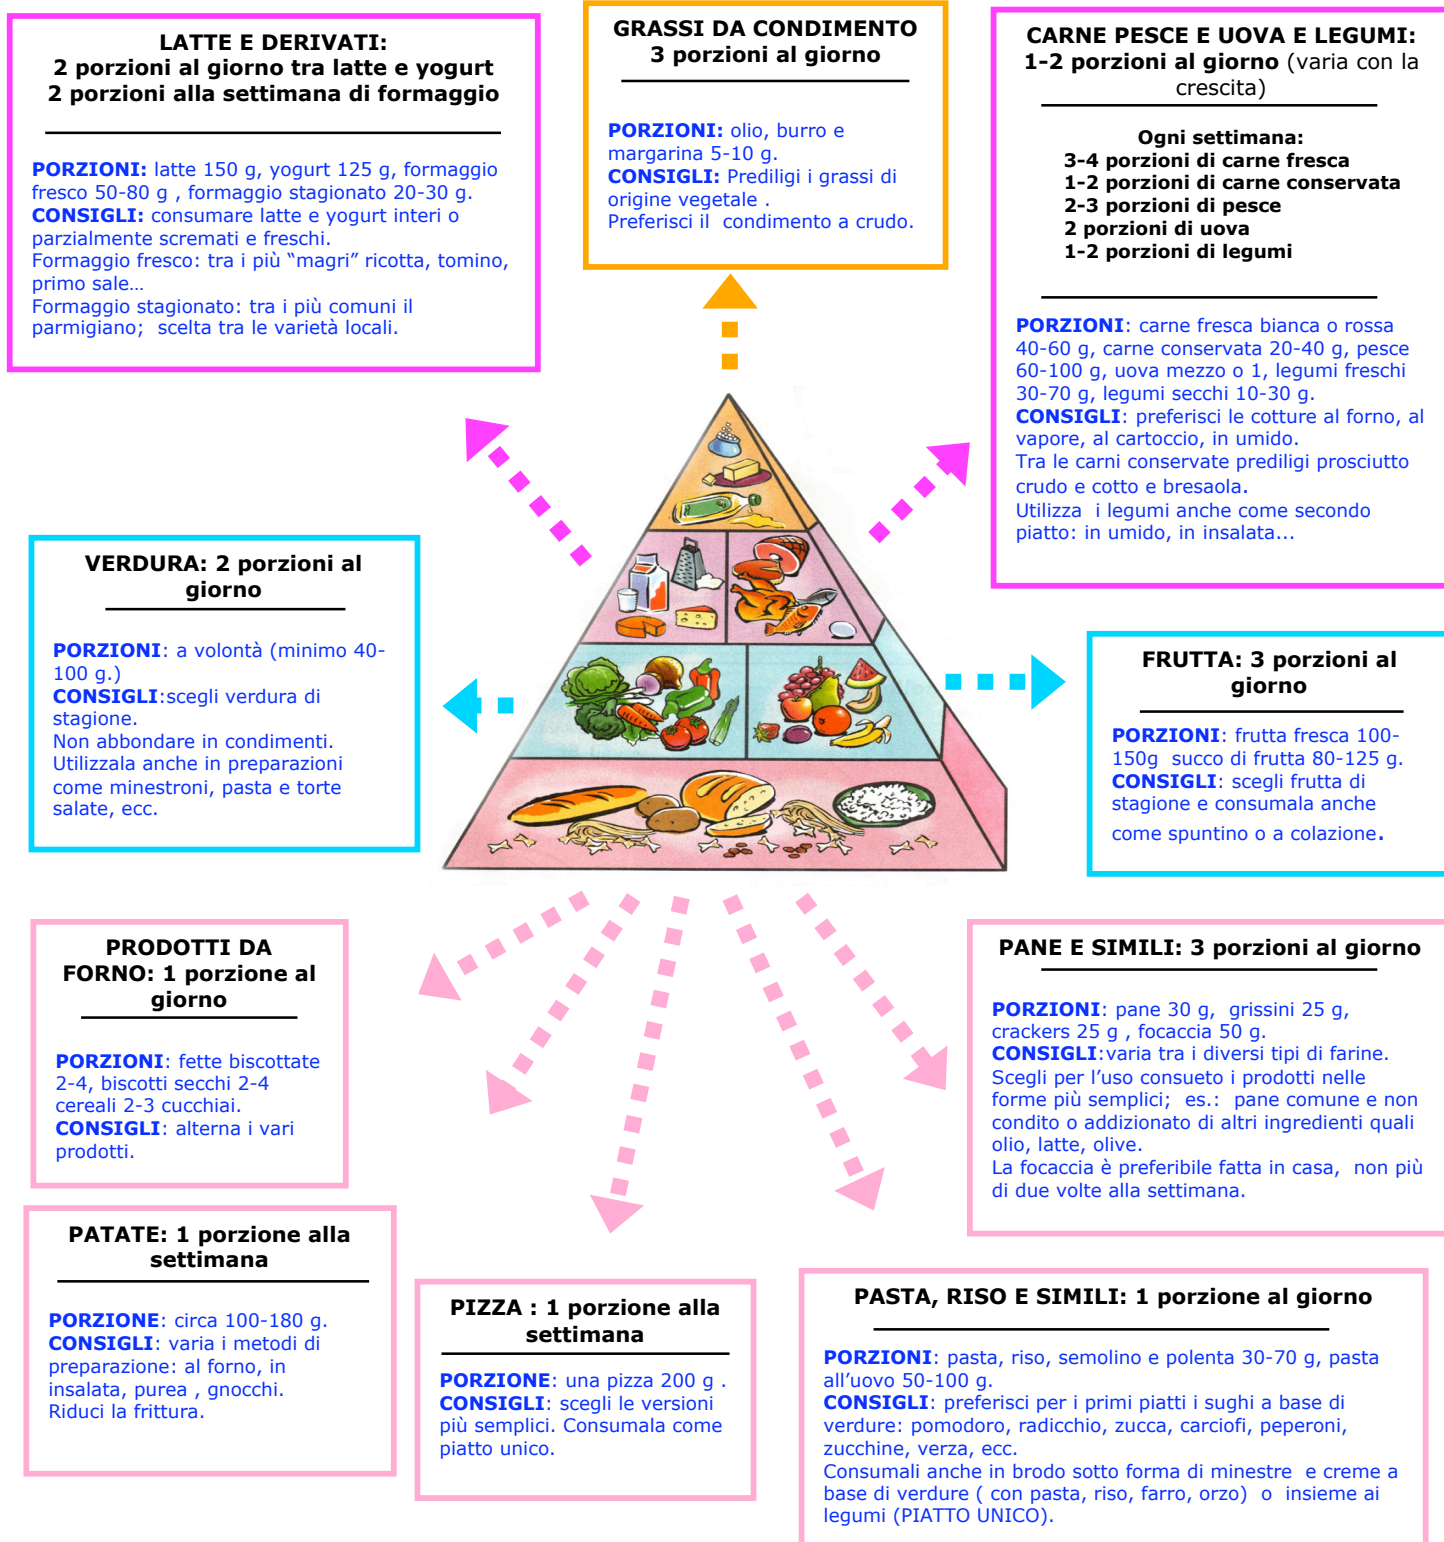 LATTE E DERIVATI:
2 porzioni al giorno tra latte e yogurt
2 porzioni alla settimana di formaggio
PORZIONI: latte 150 g, yogurt 125 g, formaggio
fresco 50-80 g , formaggio stagionato 20-30 g.
CONSIGLI: consumare latte e yogurt interi o
parzialmente scremati e freschi.
Formaggio fresco: tra i più “magri” ricotta, tomino,
primo sale…
Formaggio stagionato: tra i più comuni il
parmigiano; scelta tra le varietà locali.
GRASSI DA CONDIMENTO
3 porzioni al giorno
PORZIONI: olio, burro e
margarina 5-10 g.
CONSIGLI: Prediligi i grassi di
origine vegetale .
Preferisci il condimento a crudo.
CARNE PESCE E UOVA E LEGUMI:
1-2 porzioni al giorno (varia con la
crescita)
Ogni settimana:
3-4 porzioni di carne fresca
1-2 porzioni di carne conservata
2-3 porzioni di pesce
2 porzioni di uova
1-2 porzioni di legumi
PORZIONI: carne fresca bianca o rossa
40-60 g, carne conservata 20-40 g, pesce
60-100 g, uova mezzo o 1, legumi freschi
30-70 g, legumi secchi 10-30 g.
CONSIGLI: preferisci le cotture al forno, al
vapore, al cartoccio, in umido.
Tra le carni conservate prediligi prosciutto
crudo e cotto e bresaola.
Utilizza i legumi anche come secondo
piatto: in umido, in insalata…
VERDURA: 2 porzioni al
giorno
PORZIONI: a volontà (minimo 40-
100 g.)
CONSIGLI:scegli verdura di
stagione.
Non abbondare in condimenti.
Utilizzala anche in preparazioni
come minestroni, pasta e torte
salate, ecc.
FRUTTA: 3 porzioni al
giorno
PORZIONI: frutta fresca 100-
150g succo di frutta 80-125 g.
CONSIGLI: scegli frutta di
stagione e consumala anche
come spuntino o a colazione.
PRODOTTI DA
FORNO: 1 porzione al
giorno
PORZIONI: fette biscottate
2-4, biscotti secchi 2-4
cereali 2-3 cucchiai.
CONSIGLI: alterna i vari
prodotti.
PANE E SIMILI: 3 porzioni al giorno
PORZIONI: pane 30 g, grissini 25 g,
crackers 25 g , focaccia 50 g.
CONSIGLI:varia tra i diversi tipi di farine.
Scegli per l’uso consueto i prodotti nelle
forme più semplici; es.: pane comune e non
condito o addizionato di altri ingredienti quali
olio, latte, olive.
La focaccia è preferibile fatta in casa, non più
di due volte alla settimana.
PATATE: 1 porzione alla
settimana
PORZIONE: circa 100-180 g.
CONSIGLI: varia i metodi di
preparazione: al forno, in
insalata, purea , gnocchi.
Riduci la frittura.
PIZZA : 1 porzione alla
settimana
PORZIONE: una pizza 200 g .
CONSIGLI: scegli le versioni
più semplici. Consumala come
piatto unico.
PASTA, RISO E SIMILI: 1 porzione al giorno
PORZIONI: pasta, riso, semolino e polenta 30-70 g, pasta
all’uovo 50-100 g.
CONSIGLI: preferisci per i primi piatti i sughi a base di
verdure: pomodoro, radicchio, zucca, carciofi, peperoni,
zucchine, verza, ecc.
Consumali anche in brodo sotto forma di minestre e creme a
base di verdure ( con pasta, riso, farro, orzo) o insieme ai
legumi (PIATTO UNICO).